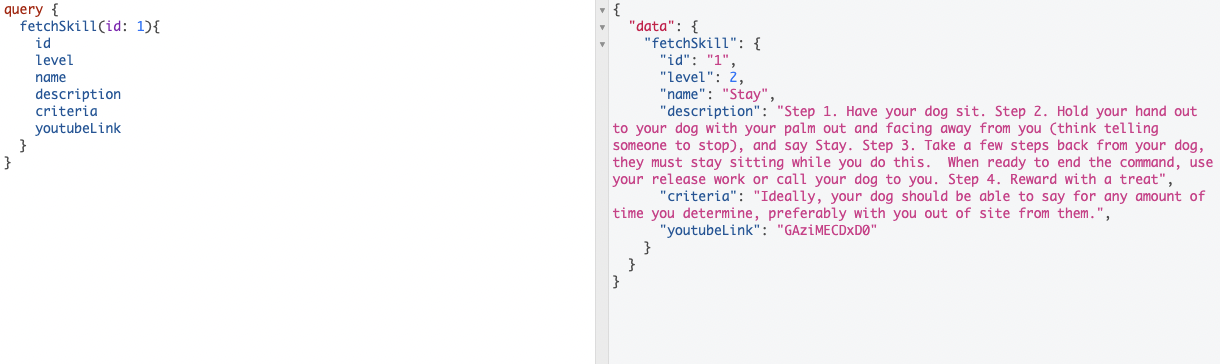 query {
  fetchSkill(id: 1){
    id
    level
    name
    description
    criteria
    youtubeLink
  }
}
{
  "data": {
    "fetchSkill": {
      "id": "1",
      "level": 2,
      "name": "Stay",
      "description": "Step 1. Have your dog sit. Step 2. Hold your hand out
to your dog with your palm out and facing away from you (think telling
someone to stop), and say Stay. Step 3. Take a few steps back from your dog,
they must stay sitting while you do this.  When ready to end the command, use
your release work or call your dog to you. Step 4. Reward with a treat",
      "criteria": "Ideally, your dog should be able to say for any amount of
time you determine, preferably with you out of site from them.",
      "youtubeLink": "GAziMECDxD0"
    }
  }
}